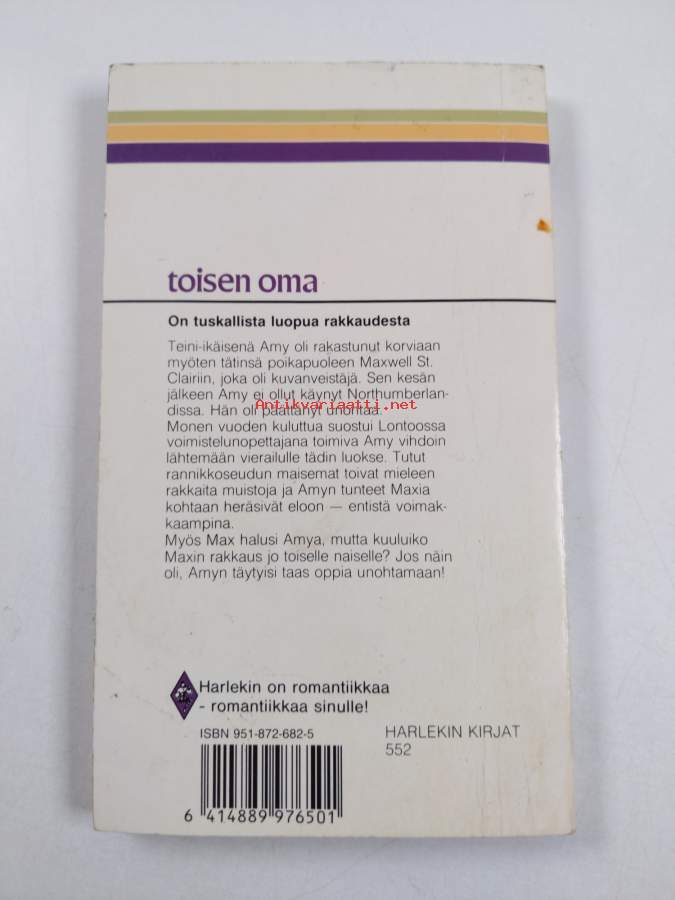 toisen oma
On tuskallista luopua rakkaudesta
Teini-ikäisenä Amy oli rakastunut korviaan
myöten tätinsä poikapuoleen Maxwell St.
Clairiin, joka oli kuvanveistäjä. Sen kesän
jälkeen Amy ei ollut käynyt Northumberlan-
dissa. Hän oli päättänyt unohtaa.
Antikvariaatti.net
Monen vuoden kuluttua suostui Lontoossa
voimistelunopettajana toimiva Amy vihdoin
lähtemään vierailulle tädin luokse. Tutut
rannikkoseudun maisemat toivat mieleen
rakkaita muistoja ja Amyn tunteet Maxia
kohtaan heräsivät eloon — entistä voimak-
kaampina.
Myös Max halusi Amya, mutta kuuluiko
Maxin rakkaus jo toiselle naiselle? Jos näin
oli, Amyn täytyisi taas oppia unohtamaan!
Harlekin on romantiikkaa
- romantiikkaa sinulle!
ISBN 951-872-682-5
HARLEKIN KIRJAT
552
6 414889 976501